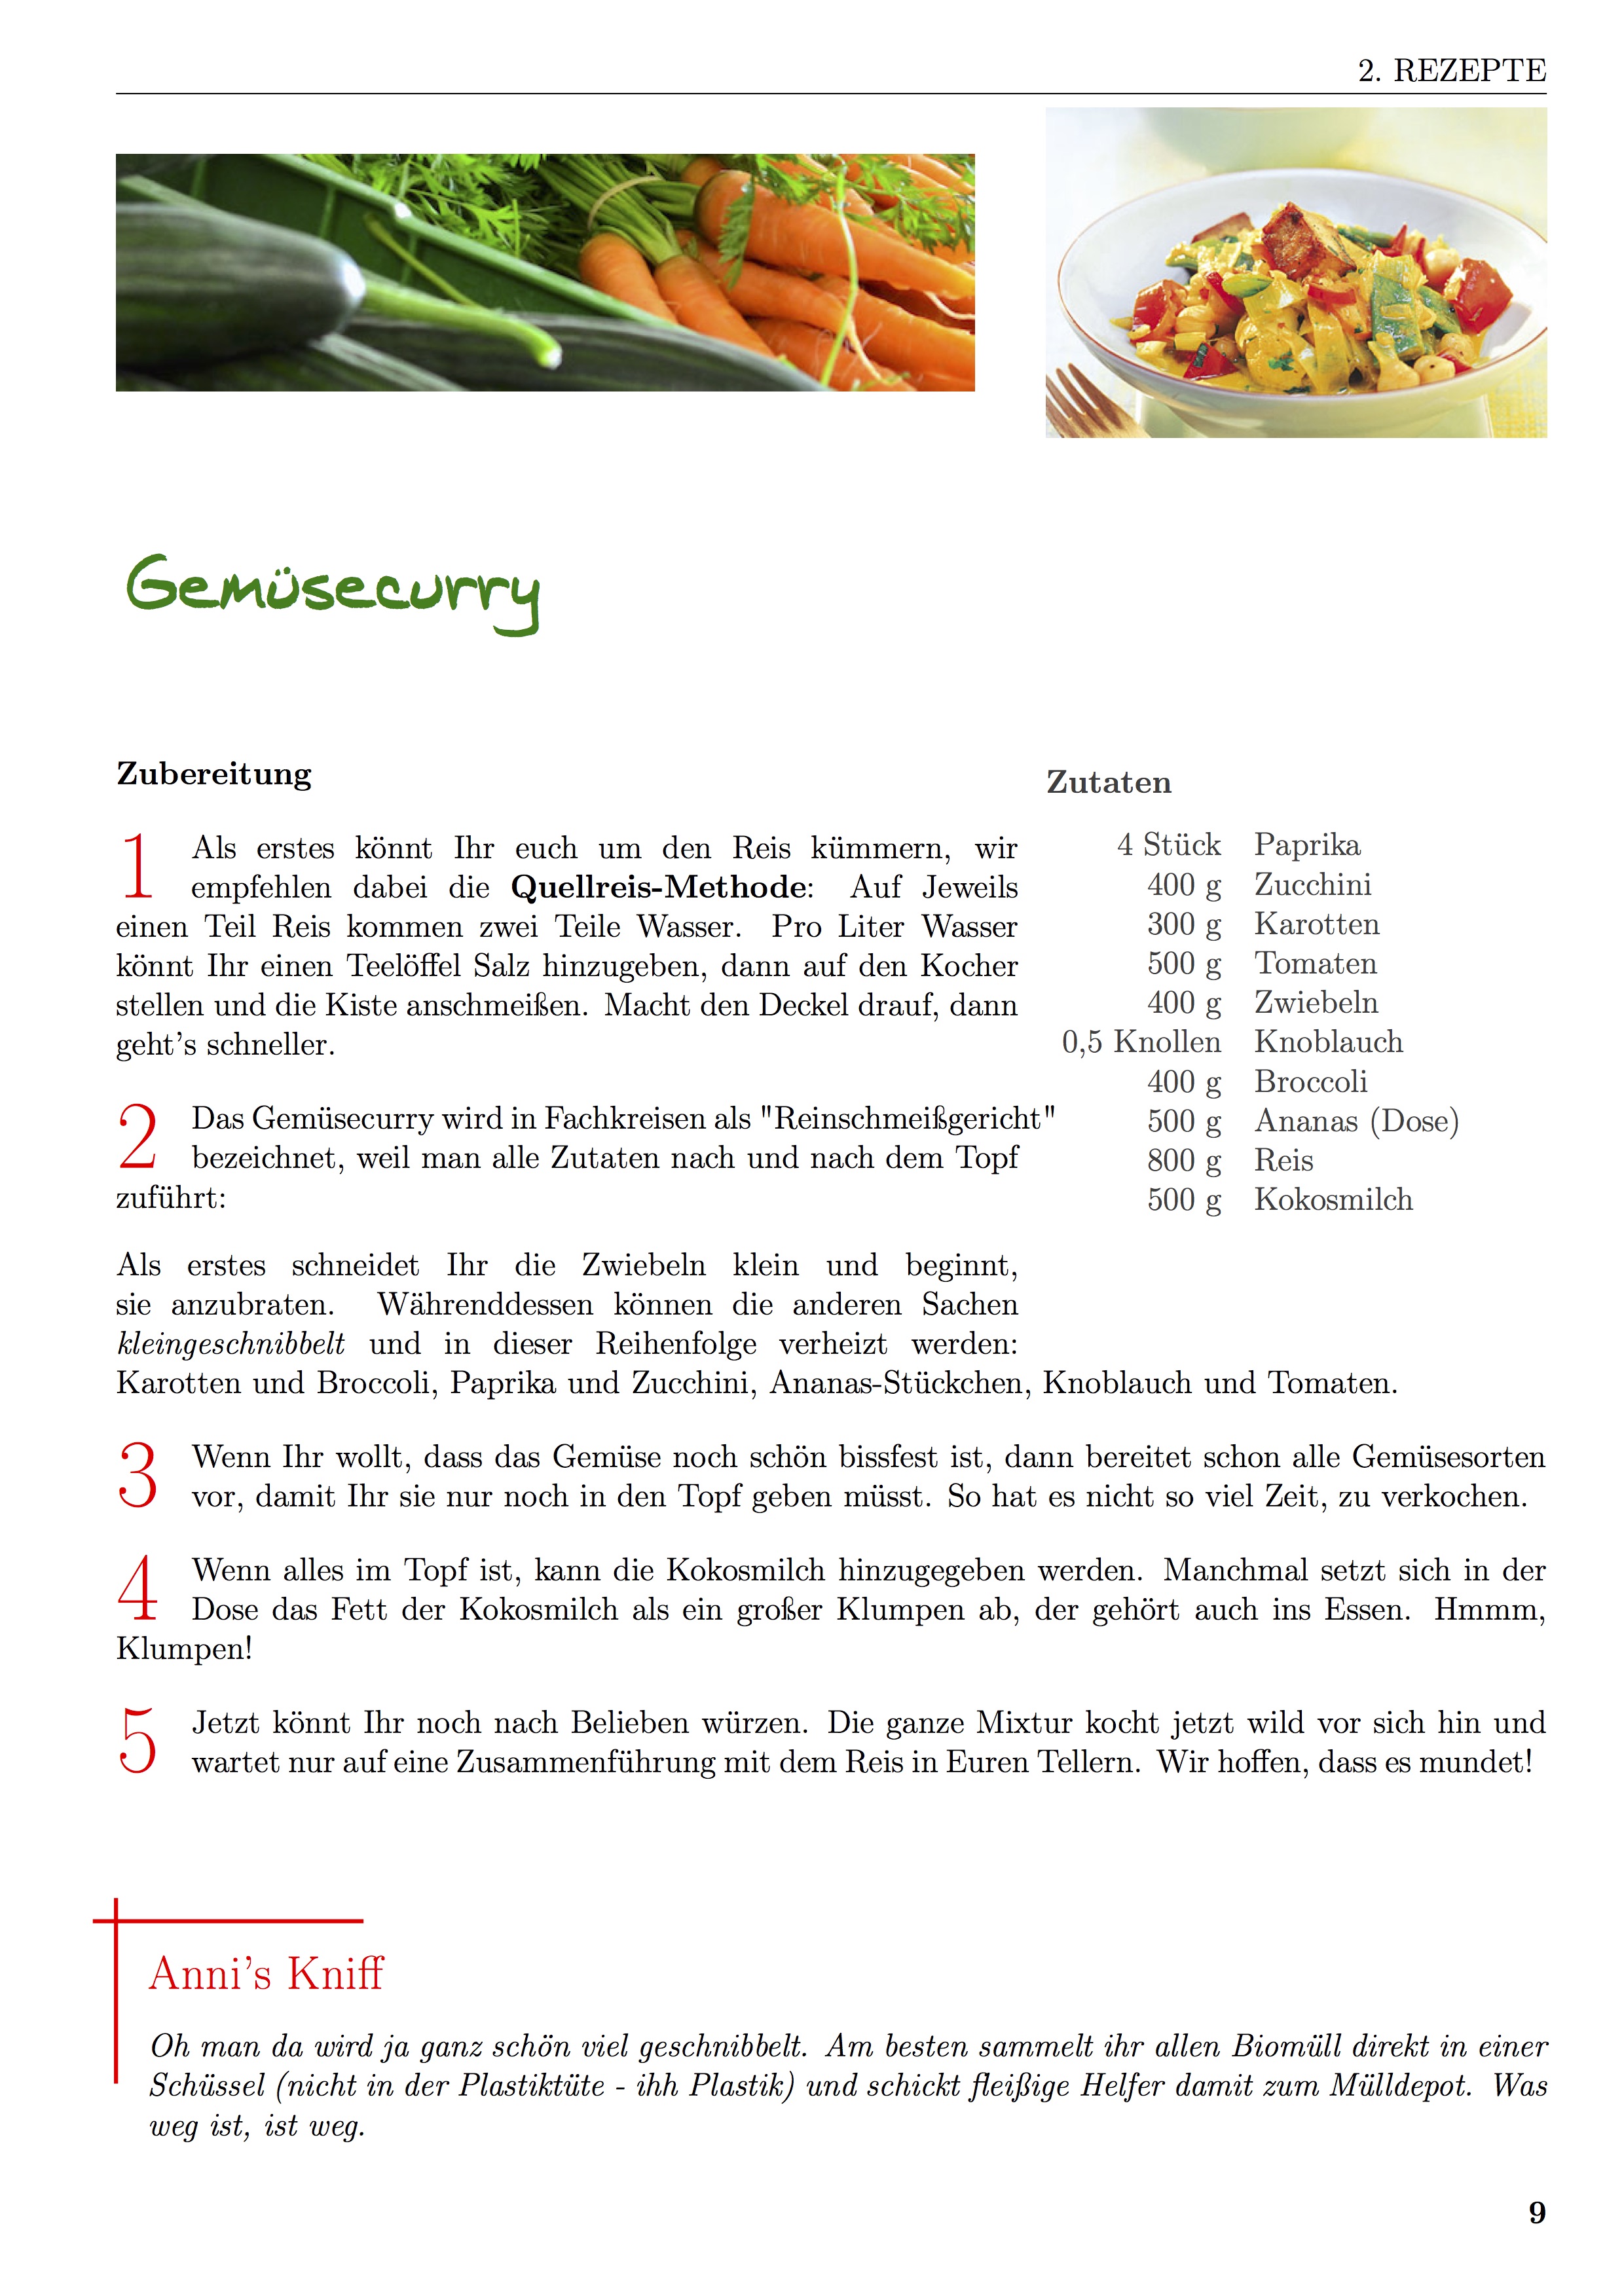 2. REZEPTE
Gemüsecurry
Zubereitung
1 Als erstes könnt Ihr euch um den Reis kümmern, wir
empfehlen dabei die Quellreis-Methode: Auf Jeweils
einen Teil Reis kommen zwei Teile Wasser. Pro Liter Wasser
könnt Ihr einen Teelöffel Salz hinzugeben, dann auf den Kocher
stellen und die Kiste anschmeißen. Macht den Deckel drauf, dann
geht's schneller.
2 Das Gemüsecurry wird in Fachkreisen als "Reinschmeißgericht"
bezeichnet, weil man alle Zutaten nach und nach dem Topf
zuführt:
Als erstes schneidet Ihr die Zwiebeln klein und beginnt,
sie anzubraten. Währenddessen können die anderen Sachen
kleingeschnibbelt und in dieser Reihenfolge verheizt werden:
Karotten und Broccoli, Paprika und Zucchini, Ananas-Stückchen, Knoblauch und Tomaten.
Zutaten
4 Stück Paprika
400 g Zucchini
300 g Karotten
500 g Tomaten
400 g Zwiebeln
0,5 Knollen Knoblauch
400 g Broccoli
500 g Ananas (Dose)
800 g Reis
500 g Kokosmilch
3 Wenn Ihr wollt, dass das Gemüse noch schön bissfest ist, dann bereitet schon alle Gemüsesorten
vor, damit Ihr sie nur noch in den Topf geben müsst. So hat es nicht so viel Zeit, zu verkochen.
4 Wenn alles im Topf ist, kann die Kokosmilch hinzugegeben werden. Manchmal setzt sich in der
Dose das Fett der Kokosmilch als ein großer Klumpen ab, der gehört auch ins Essen. Hmmm,
Klumpen!
5 Jetzt könnt Ihr noch nach Belieben würzen. Die ganze Mixtur kocht jetzt wild vor sich hin und
wartet nur auf eine Zusammenführung mit dem Reis in Euren Tellern. Wir hoffen, dass es mundet!
Anni's Kniff
Oh man da wird ja ganz schön viel geschnibbelt. Am besten sammelt ihr allen Biomüll direkt in einer
Schüssel (nicht in der Plastiktüte - ihh Plastik) und schickt fleißige Helfer damit zum Mülldepot. Was
weg ist, ist weg.
9